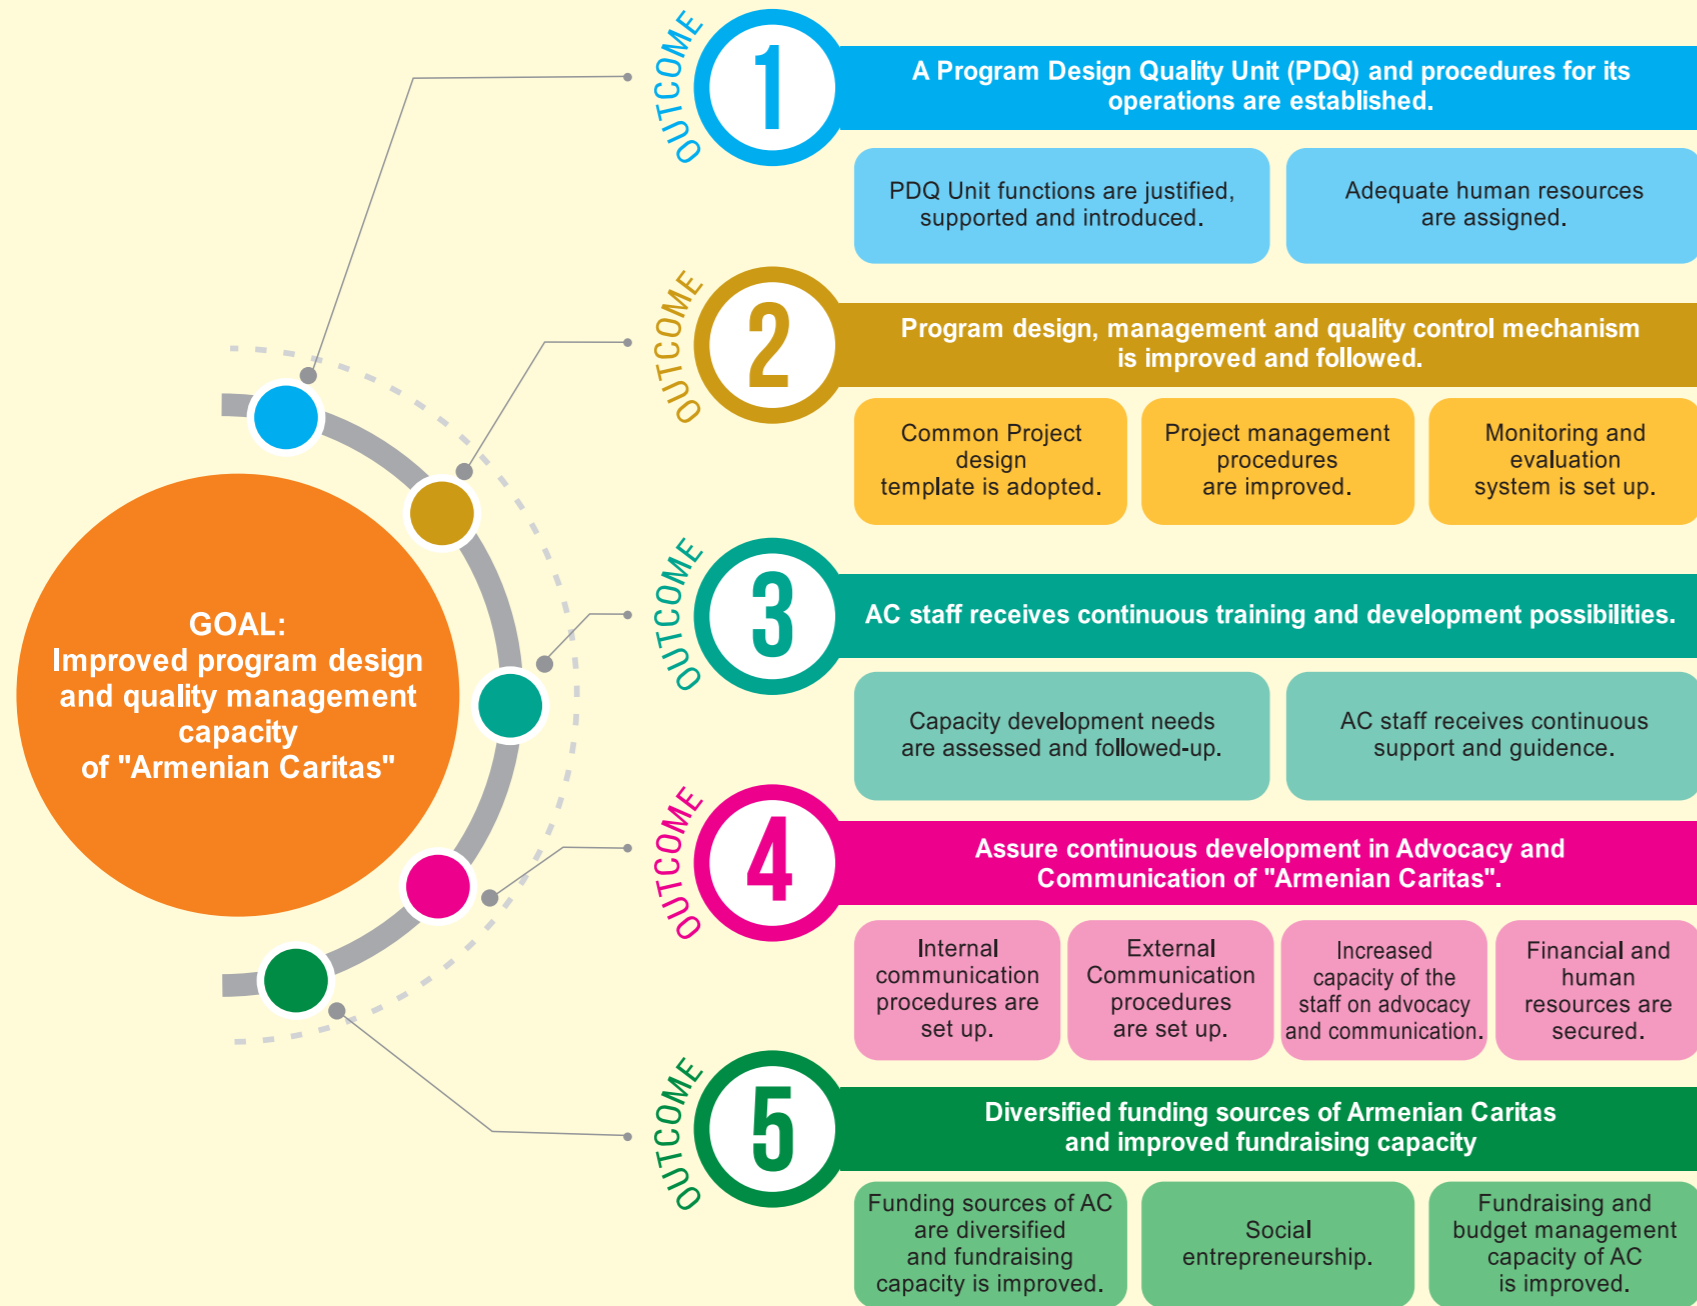 GOAL:
Improved program design
and quality management
capacity
of "Armenian Caritas"
OUTCOME
1
A Program Design Quality Unit (PDQ) and procedures for its
operations are established.
PDQ Unit functions are justified,
supported and introduced.
Adequate human resources
are assigned.
OUTCOME
2
Program design, management and quality control mechanism
is improved and followed.
Common Project
design
template is adopted.
Project management
procedures
are improved.
Monitoring and
evaluation
system is set up.
OUTCOME
3
AC staff receives continuous training and development possibilities.
Capacity development needs
are assessed and followed-up.
AC staff receives continuous
support and guidence.
OUTCOME
4
Assure continuous development in Advocacy and
Communication of "Armenian Caritas".
Internal
communication
procedures are
set up.
External
Communication
procedures
are set up.
Increased
capacity of the
staff on advocacy
and communication.
Financial and
human
resources are
secured.
OUTCOME
5
Diversified funding sources of Armenian Caritas
and improved fundraising capacity
Funding sources of AC
are diversified
and fundraising
capacity is improved.
Social
entrepreneurship.
Fundraising and
budget management
capacity of AC
is improved.